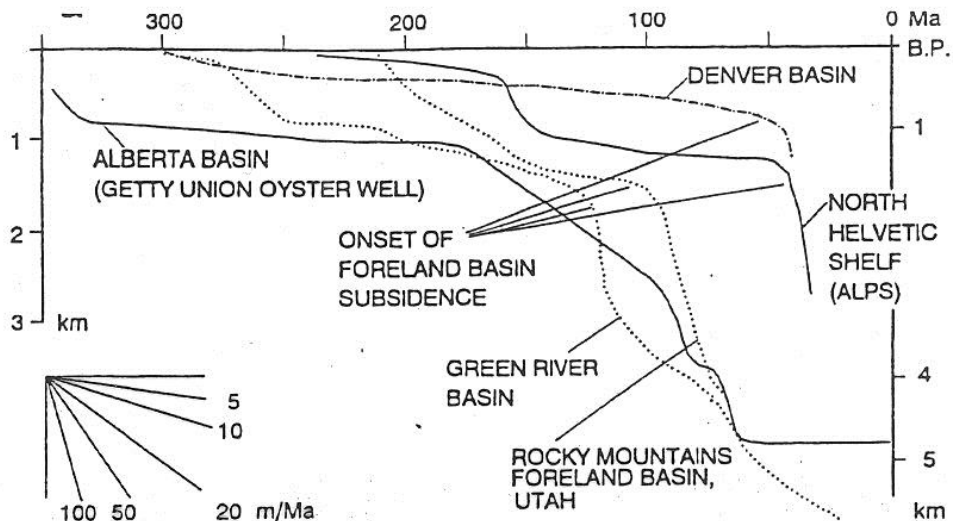 300
200
100
0 Ma
B.P.
DENVER BASIN
1
1
ALBERTA BASIN
(GETTY UNION OYSTER WELL)
2
ONSET OF
FORELAND BASIN
SUBSIDENCE
NORTH
HELVETIC
SHELF
(ALPS)
3 km
GREEN RIVER
BASIN
4
5
10
ROCKY MOUNTAINS
FORELAND BASIN,
UTAH
5
100 50 20 m/Ma
km